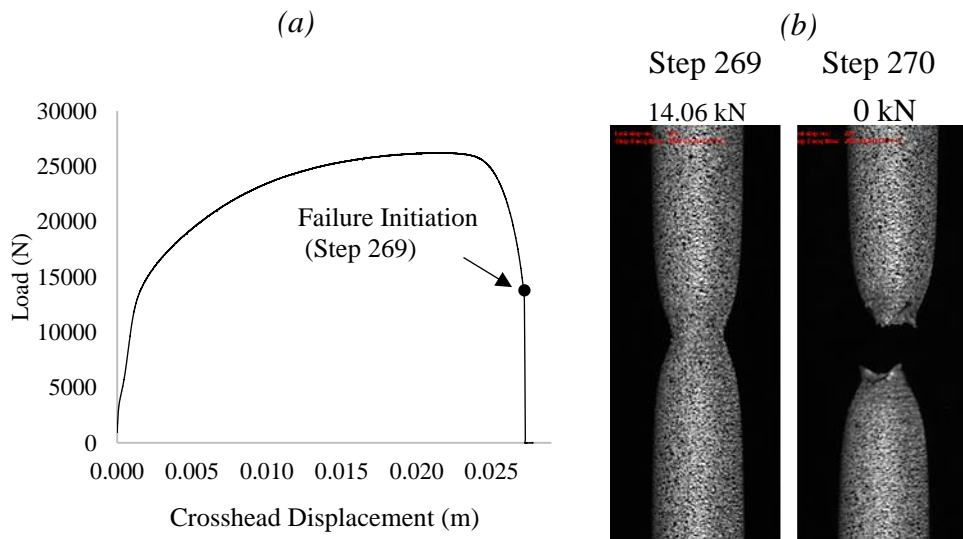 (a)
30000
25000
20000
15000
10000
5000
0
Load (N)
Failure Initiation
(Step 269)
0.000 0.005 0.010 0.015 0.020 0.025
Crosshead Displacement (m)
(b)
Step 269 Step 270
14.06 kN 0 kN